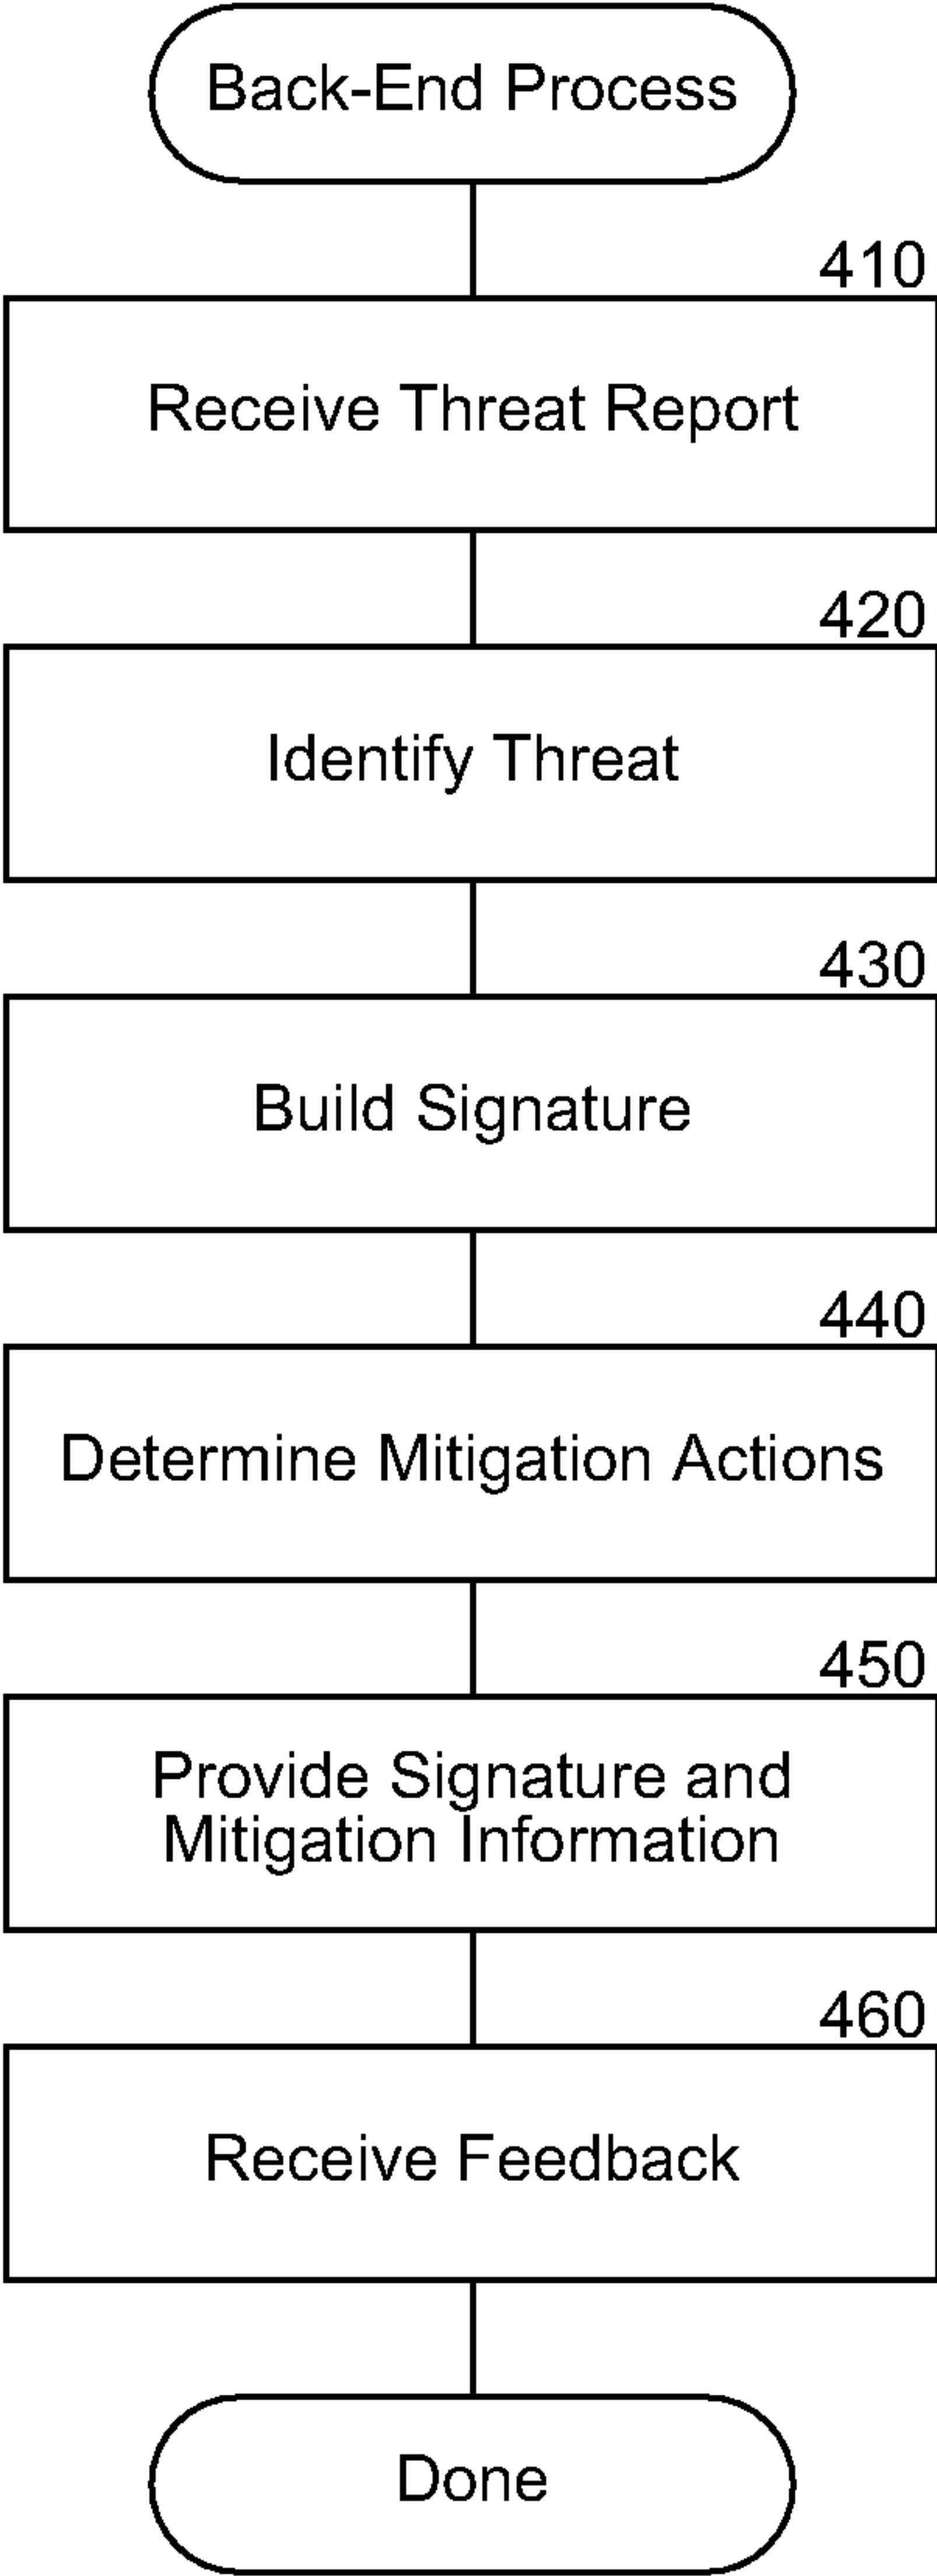 Back-End Process
410
Receive Threat Report
420
Identify Threat
430
Build Signature
440
Determine Mitigation Actions
450
Provide Signature and
Mitigation Information
460
Receive Feedback
Done